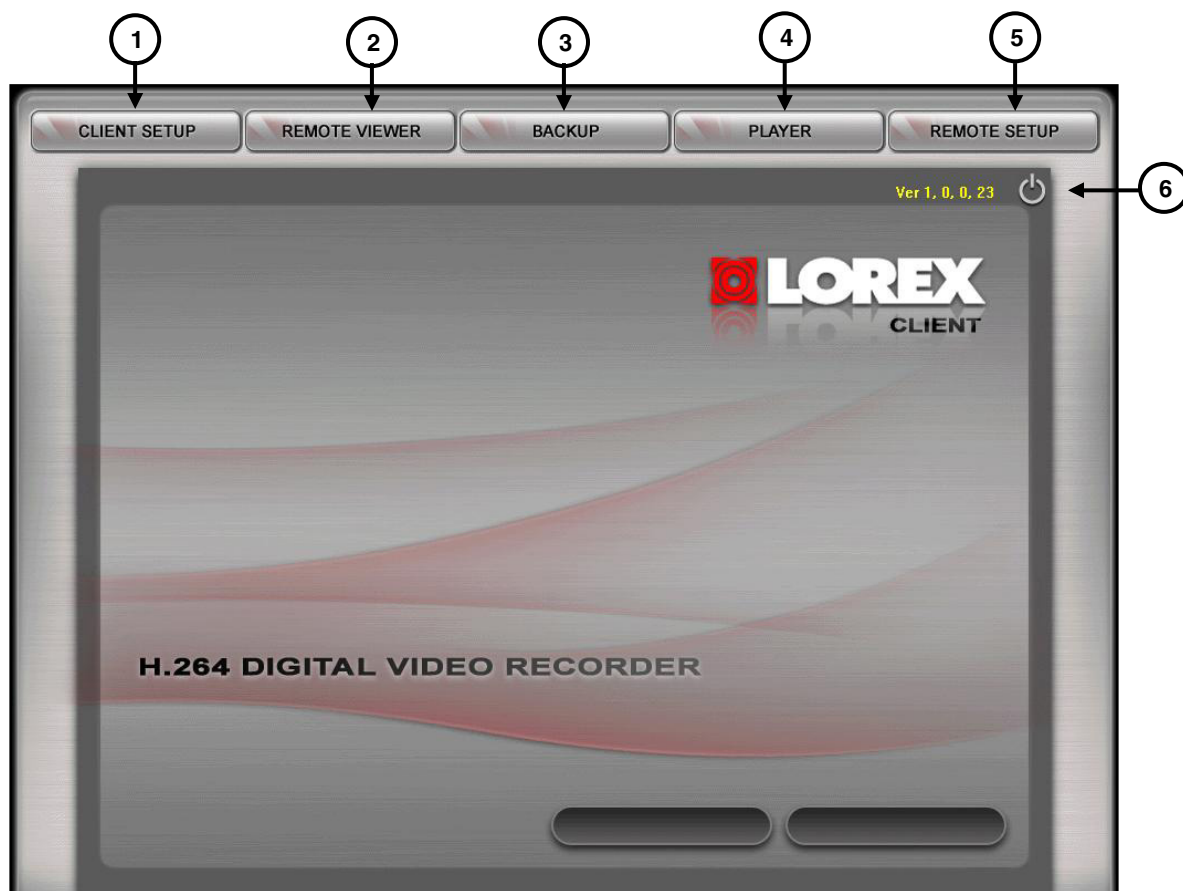 1 2 3 4 5
CLIENT SETUP REMOTE VIEWER BACKUP PLAYER REMOTE SETUP
Ver 1, 0, 0, 23
6
LOREX
CLIENT
H.264 DIGITAL VIDEO RECORDER